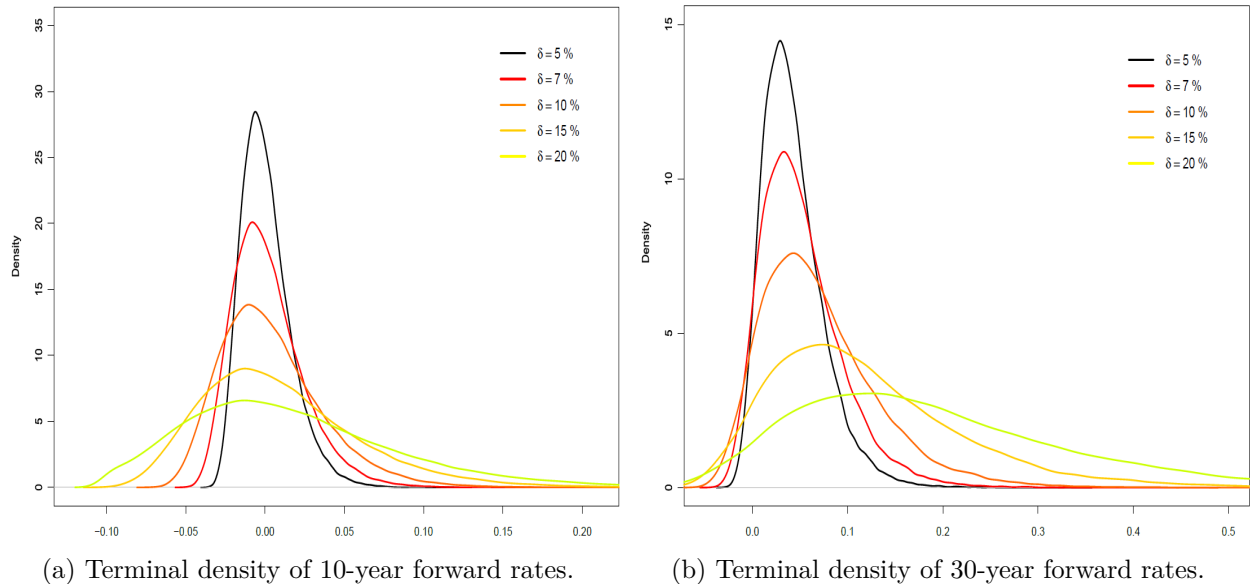 35
30
25
20
15
10
5
0
Density
δ = 5 %
δ = 7 %
δ = 10 %
δ = 15 %
δ = 20 %
−0.10
−0.05
0.00
0.05
0.10
0.15
0.20
(a) Terminal density of 10-year forward rates.
15
10
5
0
Density
δ = 5 %
δ = 7 %
δ = 10 %
δ = 15 %
δ = 20 %
0.0
0.1
0.2
0.3
0.4
0.5
(b) Terminal density of 30-year forward rates.